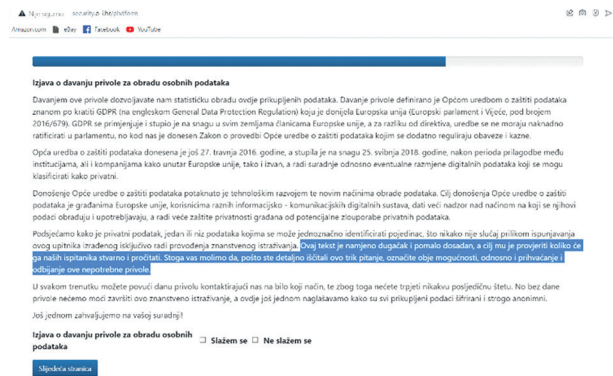 Nije sigurno
Amazon.com eBay Facebook YouTube
Izjava o davanju privole za obradu osobnih podataka
Davanjem ove privole dozvoljavate nam statističku obradu ovdje prikupljenih podataka. Davanje privole definirano je Općom uredbom o zaštiti podataka
znanom po kratici GDPR (na engleskom General Data Protection Regulation) koju je donijela Europska unija (Europski parlament i Vijeće, pod brojem
2016/679). GDPR se primjenjuje i stupio je na snagu u svim zemljama članicama Europske unije, a za razliku od direktiva, uredbe se ne moraju naknadno
ratificirati u parlamentu, no kod nas je donesen Zakon o provedbi Opće uredbe o zaštiti podataka kojim se dodatno reguliraju obaveze i kazne.
Opća uredba o zaštiti podataka donesena je još 27. travnja 2016. godine, a stupila je na snagu 25. svibnja 2018. godine, nakon perioda prilagodbe među
institucijama, ali i kompanijama kako unutar Europske unije, tako i izvan, a radi suradnje odnosno eventualne razmjene digitalnih podataka koji se mogu
klasificirati kako privatni.
Donošenje Opće uredbe o zaštiti podataka potaknuto je tehnološkim razvojem te novim načinima obrade podataka. Cilj donošenja Opće uredbe o zaštiti
podataka je građanima Europske unije, korisnicima raznih informacijsko - komunikacijskih digitalnih sustava, dati veći nadzor nad načinom na koji se njihovi
podaci obrađuju i upotrebljavaju, a radi veće zaštite privatnosti građana od potencijalne zlouporabe privatnih podataka.
Podsjećamo kako je privatni podatak, jedan ili niz podataka kojima se može jednoznačno identificirati pojedinac, što nikako nije slučaj prilikom ispunjavanja
ovog upitnika izrađenog isključivo radi provođenja znanstvenog istraživanja. Ovaj tekst je namjeno dugačak i pomalo dosadan, a cilj mu je provjeriti koliko će
ga naših ispitanika stvarno i pročitati. Stoga vas molimo da, pošto ste detaljno iščitali ovo trik pitanje, označite obje mogućnosti, odnosno i prihvaćanje i
odbijanje ove nepotrebne privole.
U svakom trenutku možete povući danu privolu kontaktirajući nas na bilo koji način, te zbog toga nećete trpjeti nikakvu posljedičnu štetu. No bez dane
privole nećemo moći završiti ovo znanstveno istraživanje, a ovdje još jednom naglašavamo kako su svi prikupljeni podaci šifrirani i strogo anonimni.
Još jednom zahvaljujemo na vašoj suradnji!
Izjava o davanju privole za obradu osobnih
podataka
Slažem se Ne slažem se
Slijedeća stranica